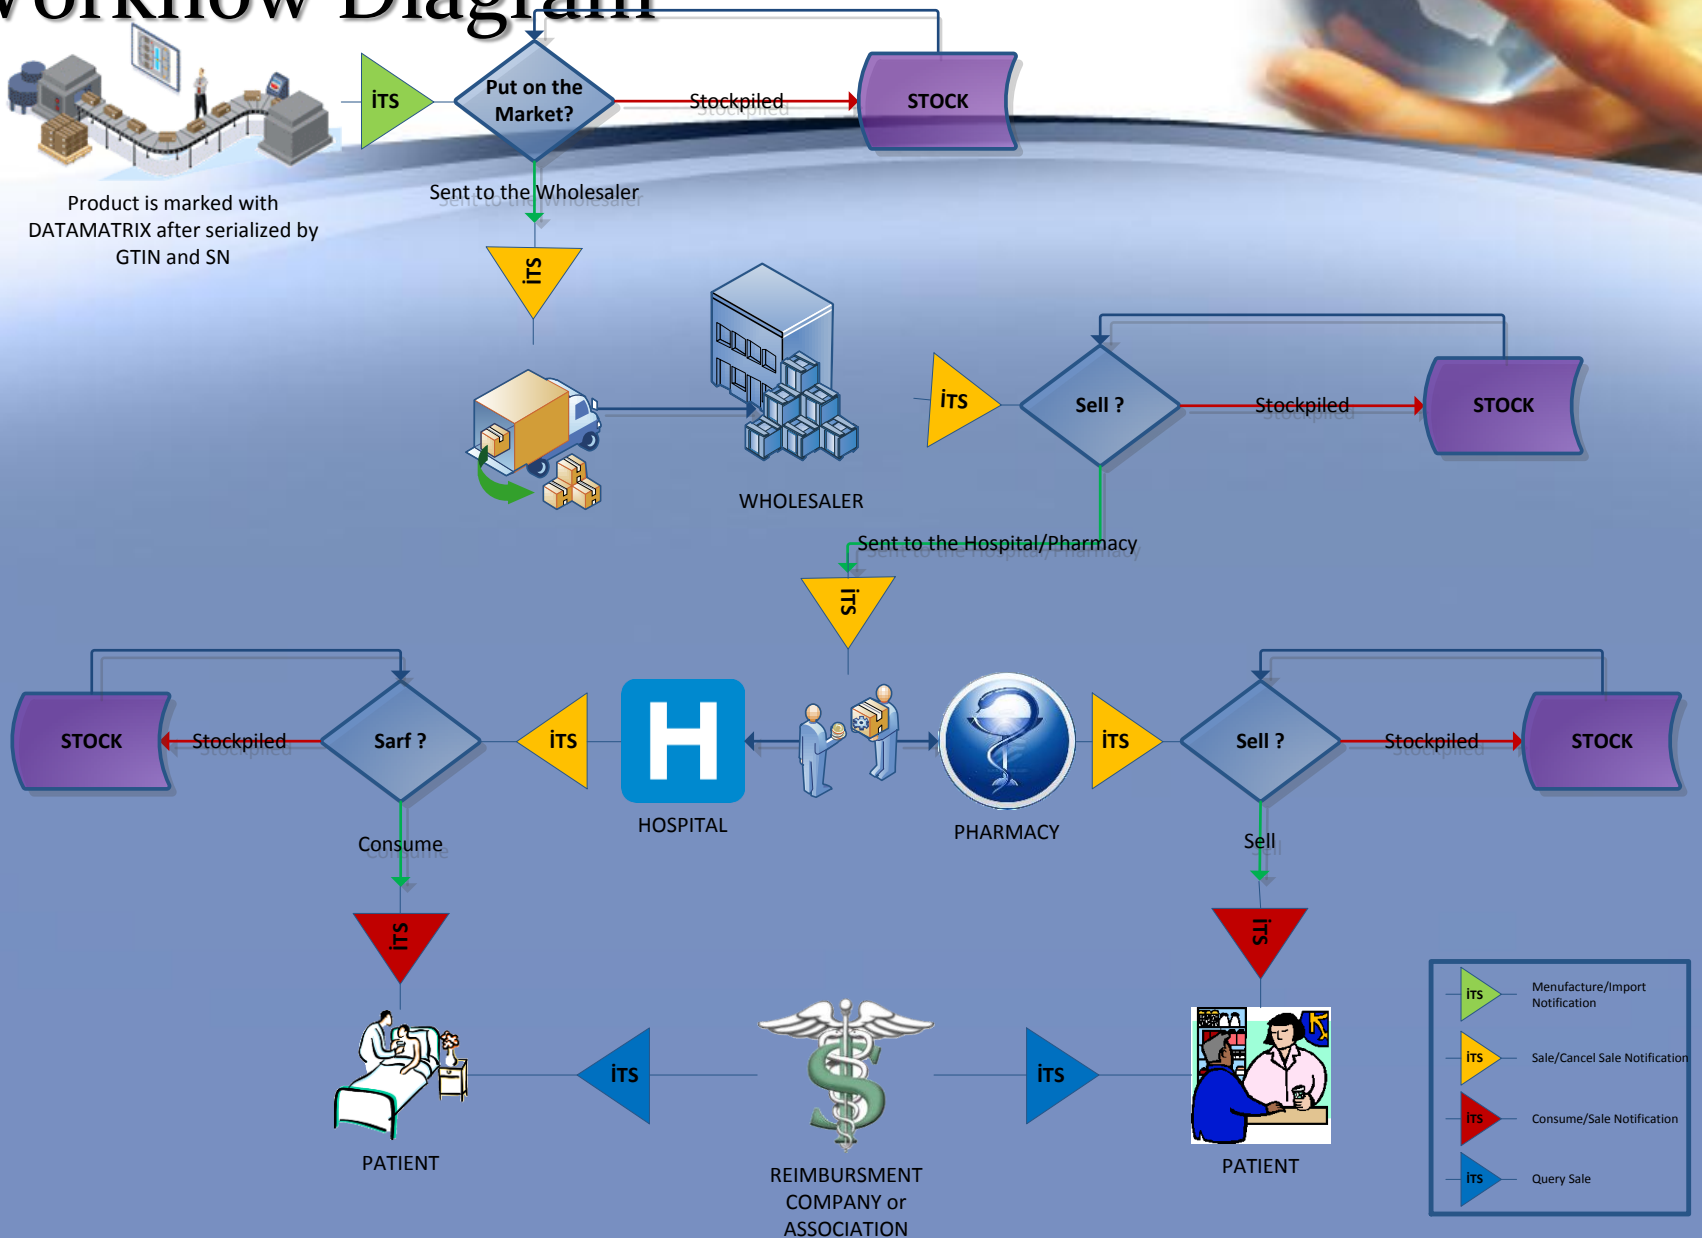 Workflow Diagram
İTS
Put on the
Market?
Stockpiled
STOCK
Product is marked with
DATAMATRIX after serialized by
GTIN and SN
Sent to the Wholesaler
İTS
WHOLESALER
İTS
Sell ?
Stockpiled
STOCK
Sent to the Hospital/Pharmacy
İTS
STOCK
Stockpiled
Sarf ?
İTS
H
HOSPITAL
PHARMACY
İTS
Sell ?
Stockpiled
STOCK
Consume
Sell
İTS
İTS
PATIENT
İTS
REIMBURSMENT
COMPANY or
ASSOCIATION
İTS
PATIENT
İTS
Menufacture/Import
Notification
İTS
Sale/Cancel Sale Notification
İTS
Consume/Sale Notification
İTS
Query Sale